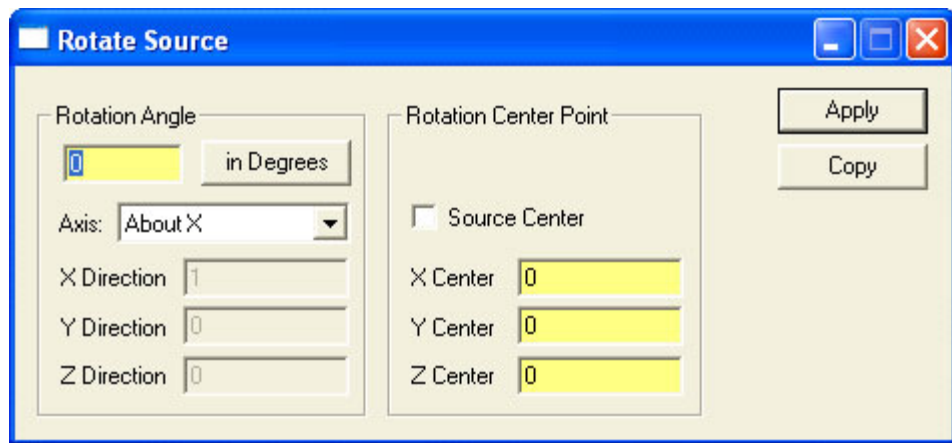 Rotate Source
Rotation Angle
0
in Degrees
Axis:
About X
X Direction
1
Y Direction
0
Z Direction
0
Rotation Center Point
Source Center
X Center
0
Y Center
0
Z Center
0
Apply
Copy